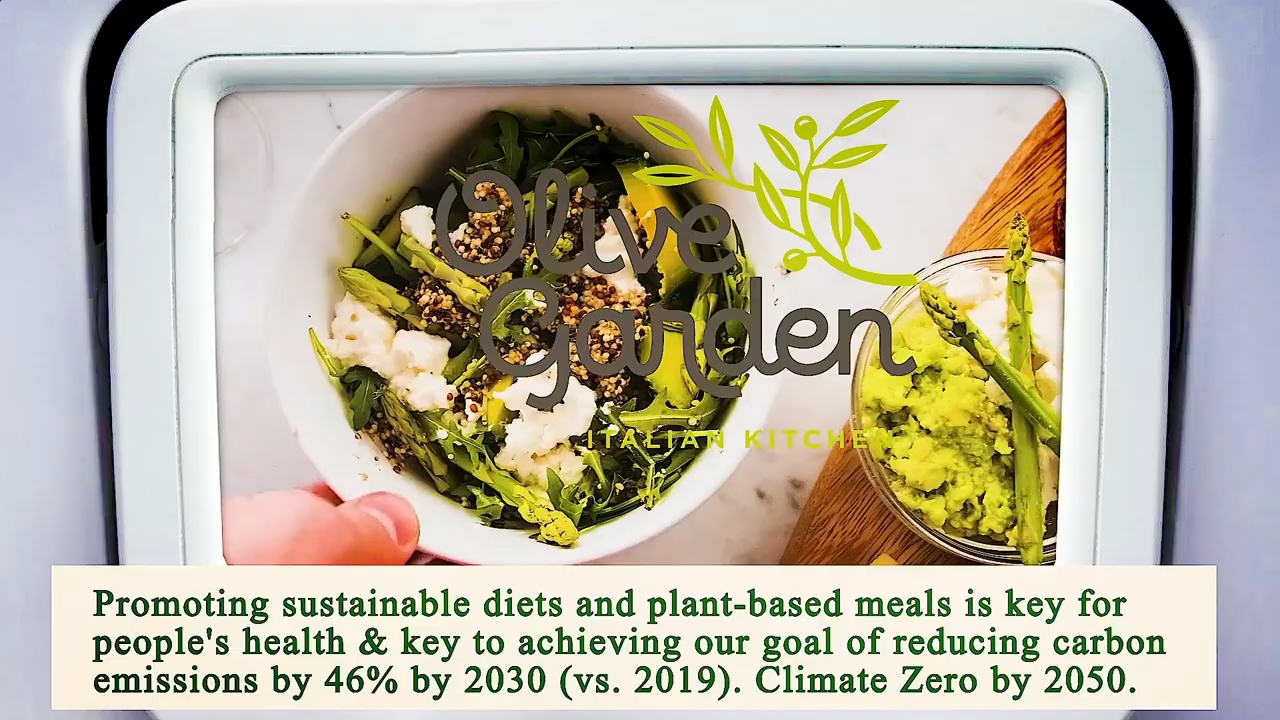 Olive
Garden
ITALIAN KITCHEN
Promoting sustainable diets and plant-based meals is key for
people's health & key to achieving our goal of reducing carbon
emissions by 46% by 2030 (vs. 2019). Climate Zero by 2050.